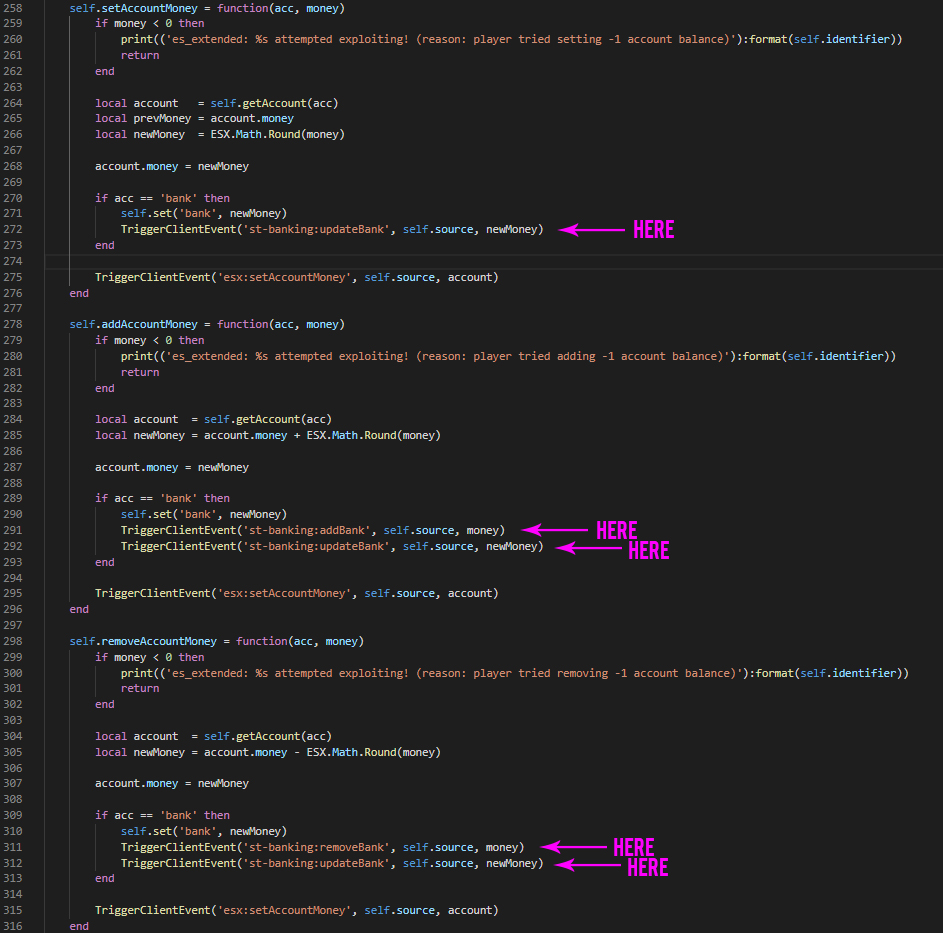 258 self.setAccountMoney = function(acc, money)
259 if money < 0 then
260 print(('es_extended: %s attempted exploiting! (reason: player tried setting -1 account balance)'):format(self.identifier))
261 return
262 end
263
264 local account   = self.getAccount(acc)
265 local prevMoney = account.money
266 local newMoney  = ESX.Math.Round(money)
267
268 account.money = newMoney
269
270 if acc == 'bank' then
271 self.set('bank', newMoney)
272 TriggerClientEvent('st-banking:updateBank', self.source, newMoney) HERE
273 end
274
275 TriggerClientEvent('esx:setAccountMoney', self.source, account)
276 end
277
278 self.addAccountMoney = function(acc, money)
279 if money < 0 then
280 print(('es_extended: %s attempted exploiting! (reason: player tried adding -1 account balance)'):format(self.identifier))
281 return
282 end
283
284 local account  = self.getAccount(acc)
285 local newMoney = account.money + ESX.Math.Round(money)
286
287 account.money = newMoney
288
289 if acc == 'bank' then
290 self.set('bank', newMoney)
291 TriggerClientEvent('st-banking:addBank', self.source, money) HERE
292 TriggerClientEvent('st-banking:updateBank', self.source, newMoney) HERE
293 end
294
295 TriggerClientEvent('esx:setAccountMoney', self.source, account)
296 end
297
298 self.removeAccountMoney = function(acc, money)
299 if money < 0 then
300 print(('es_extended: %s attempted exploiting! (reason: player tried removing -1 account balance)'):format(self.identifier))
301 return
302 end
303
304 local account  = self.getAccount(acc)
305 local newMoney = account.money - ESX.Math.Round(money)
306
307 account.money = newMoney
308
309 if acc == 'bank' then
310 self.set('bank', newMoney)
311 TriggerClientEvent('st-banking:removeBank', self.source, money) HERE
312 TriggerClientEvent('st-banking:updateBank', self.source, newMoney) HERE
313 end
314
315 TriggerClientEvent('esx:setAccountMoney', self.source, account)
316 end